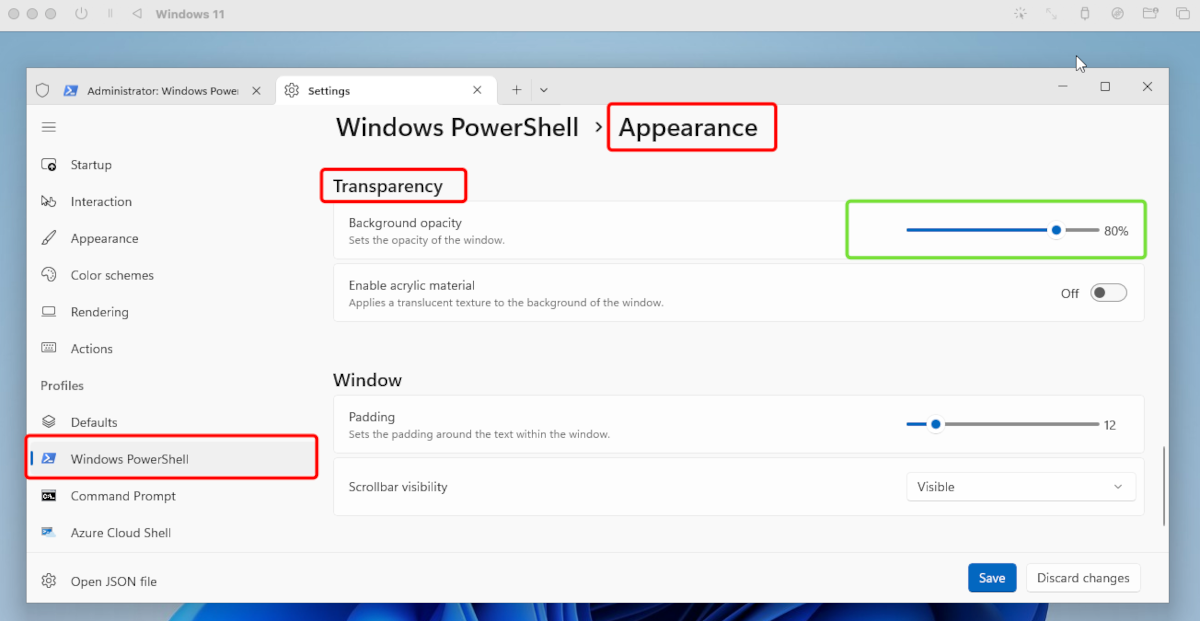 Windows 11
Administrator: Windows Power
Settings
Windows PowerShell > Appearance
Startup
Interaction
Appearance
Color schemes
Rendering
Actions
Profiles
Defaults
Windows PowerShell
Command Prompt
Azure Cloud Shell
Open JSON file
Transparency
Background opacity
Sets the opacity of the window.
80%
Enable acrylic material
Applies a translucent texture to the background of the window.
Off
Window
Padding
Sets the padding around the text within the window.
12
Scrollbar visibility
Visible
Save
Discard changes